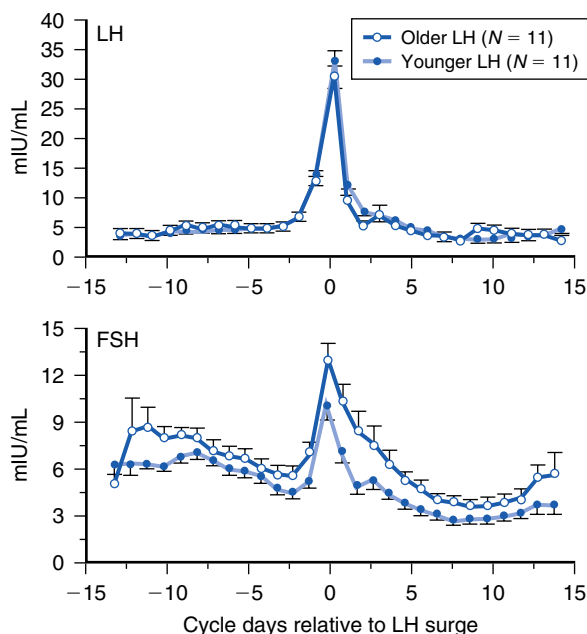 LH
Older LH (N = 11)
Younger LH (N = 11)
mIU/mL
40
35
30
25
20
15
10
5
0
−15 −10 −5 0 5 10 15
FSH
mIU/mL
15
12
9
6
3
0
−15 −10 −5 0 5 10 15
Cycle days relative to LH surge